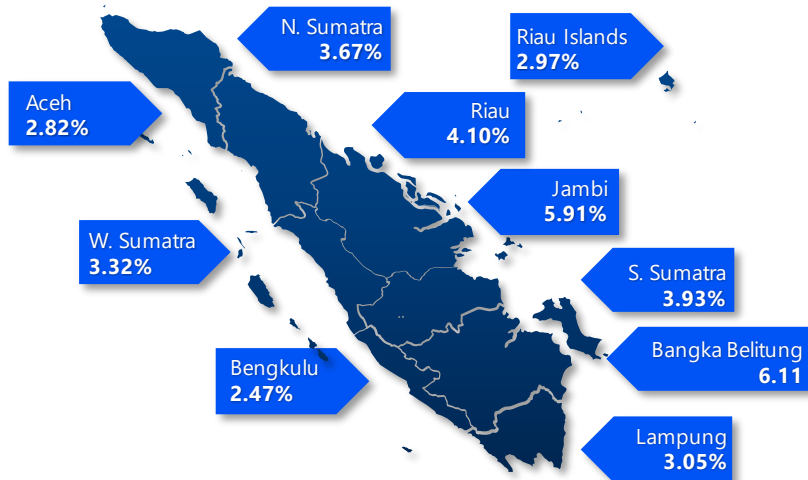 N. Sumatra
3.67%
Riau Islands
2.97%
Aceh
2.82%
Riau
4.10%
Jambi
5.91%
W. Sumatra
3.32%
S. Sumatra
3.93%
Bangka Belitung
6.11
Bengkulu
2.47%
Lampung
3.05%